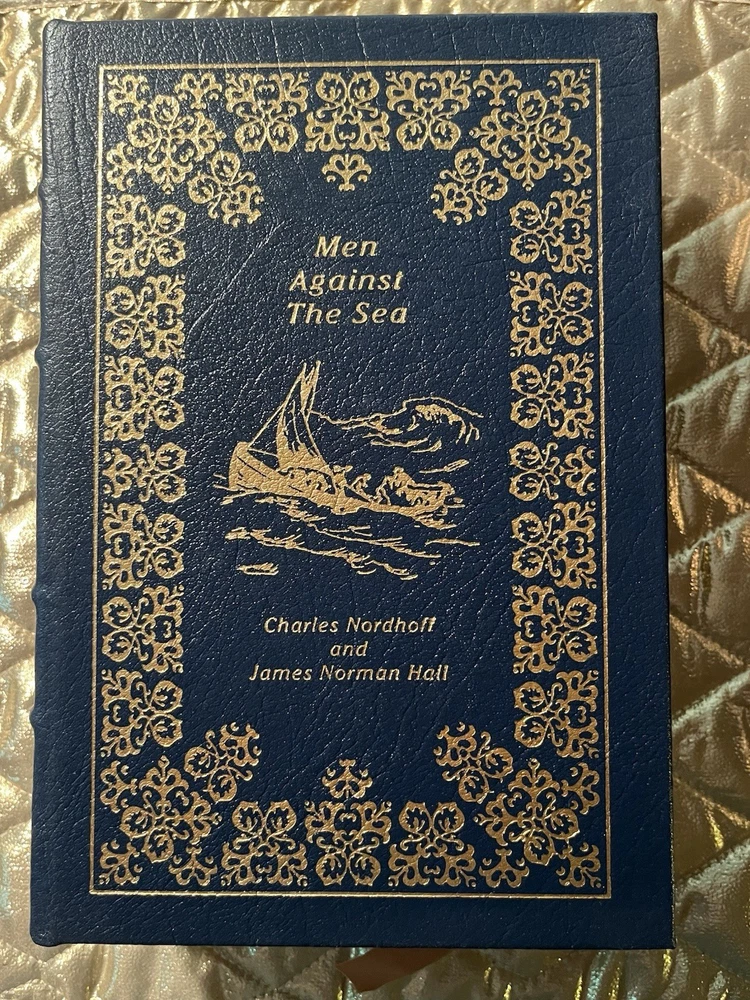 Men
Against
The Sea
Charles Nordhoff
and
James Norman Hall